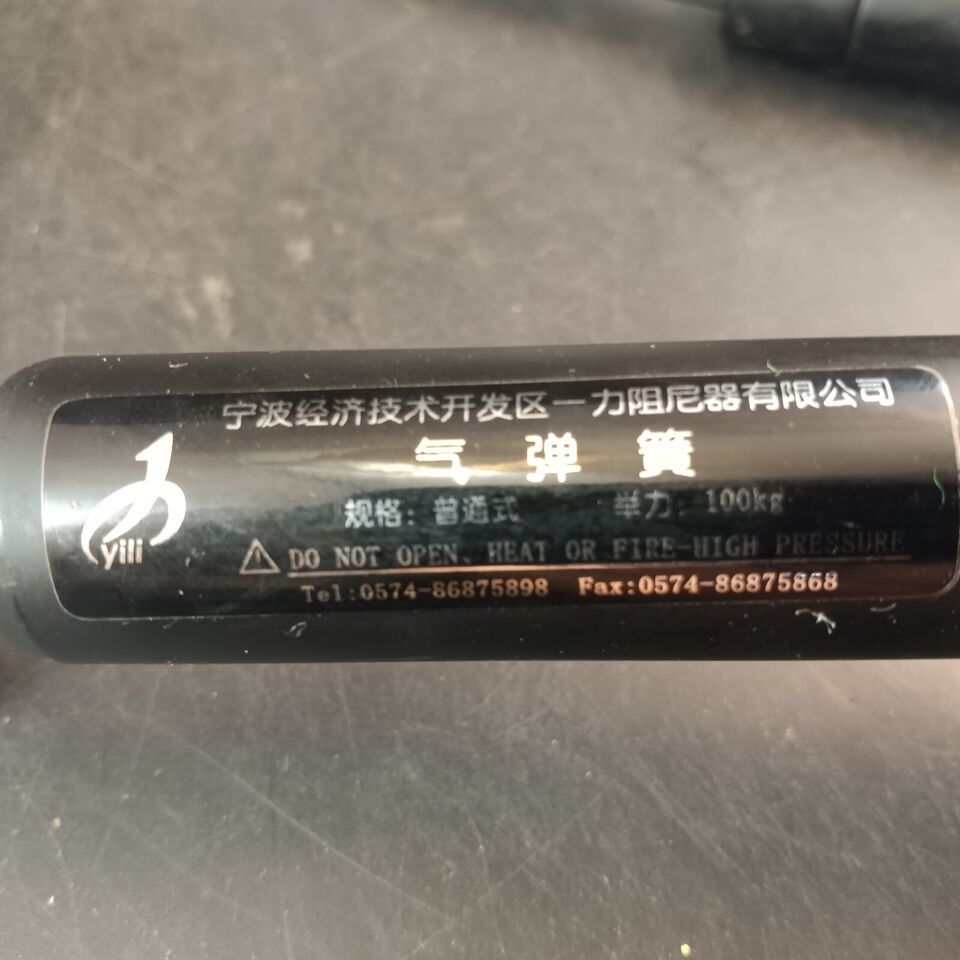 宁波经济技术开发区一力阻尼器有限公司
气弹簧
规格：普通式 举力：100kg
DO NOT OPEN、HEAT OR FIRE-HIGH PRESSURE
Tel:0574-86875898 Fax:0574-86875868
yili